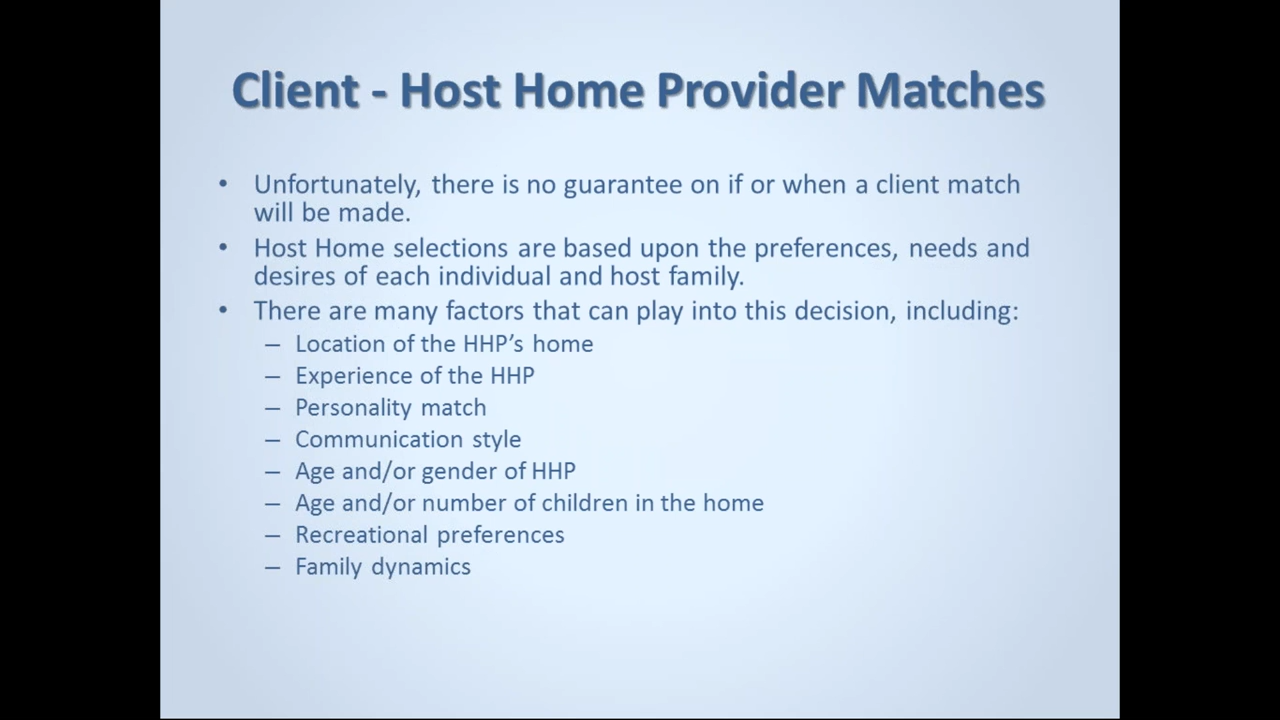 Client - Host Home Provider Matches
• Unfortunately, there is no guarantee on if or when a client match
will be made.
• Host Home selections are based upon the preferences, needs and
desires of each individual and host family.
• There are many factors that can play into this decision, including:
– Location of the HHP’s home
– Experience of the HHP
– Personality match
– Communication style
– Age and/or gender of HHP
– Age and/or number of children in the home
– Recreational preferences
– Family dynamics